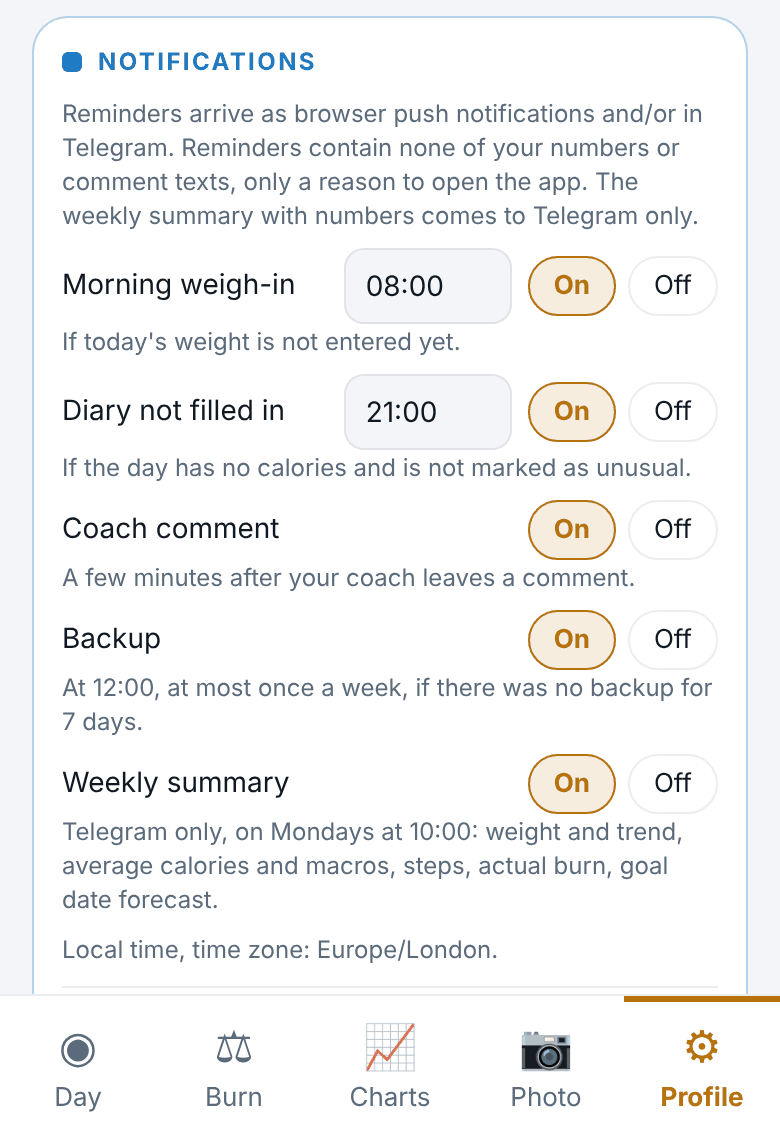 NOTIFICATIONS
Reminders arrive as browser push notifications and/or in
Telegram. Reminders contain none of your numbers or
comment texts, only a reason to open the app. The
weekly summary with numbers comes to Telegram only.
Morning weigh-in 08:00 On Off
If today's weight is not entered yet.
Diary not filled in 21:00 On Off
If the day has no calories and is not marked as unusual.
Coach comment On Off
A few minutes after your coach leaves a comment.
Backup On Off
At 12:00, at most once a week, if there was no backup for
7 days.
Weekly summary On Off
Telegram only, on Mondays at 10:00: weight and trend,
average calories and macros, steps, actual burn, goal
date forecast.
Local time, time zone: Europe/London.
Day Burn Charts Photo Profile